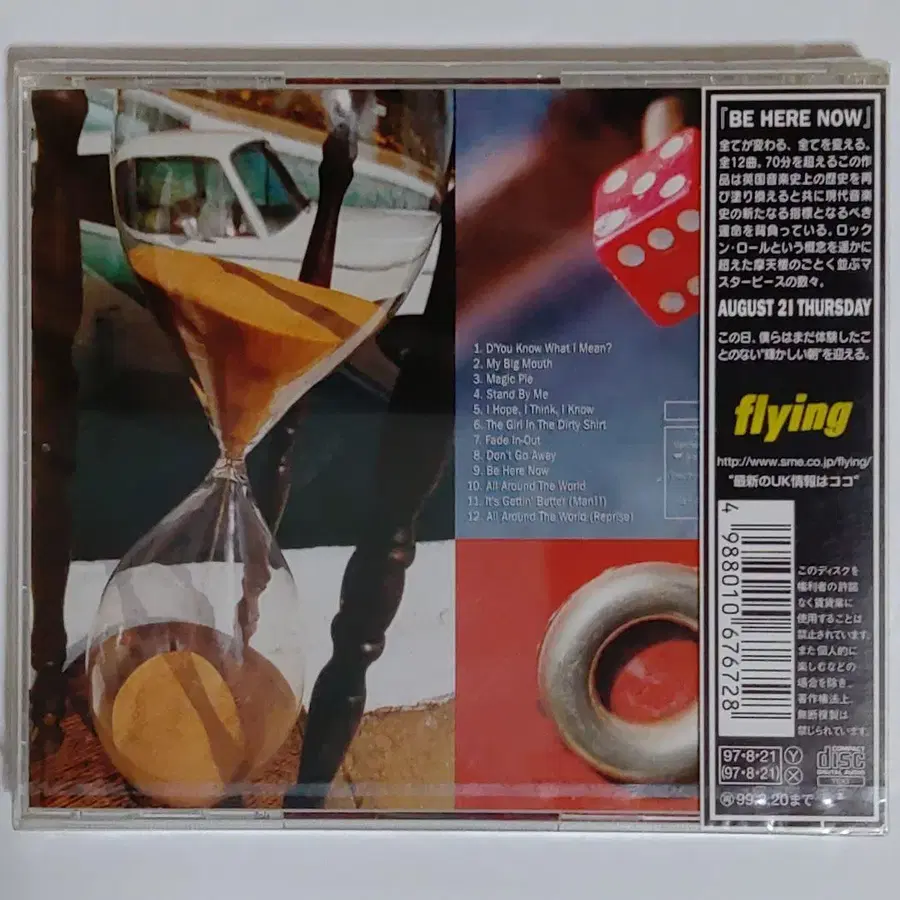 1. D'You Know What I Mean?
2. My Big Mouth
3. Magic Pie
4. Stand By Me
5. I Hope, I Think, I Know
6. The Girl In The Dirty Shirt
7. Fade In-Out
8. Don't Go Away
9. Be Here Now
10. All Around The World
11. It's Gettin' Better (Man!!)
12. All Around The World (Reprise)
『BE HERE NOW』
全てが変わる、全てを変える。
全12曲。70分を超えるこの作
品は英国音楽史上の歴史を再
び塗り換えると共に現代音楽
史の新たなる指標となるべき
運命を背負っている。ロック
ン・ロールという概念を遥かに
超えた摩天楼のごとく並ぶマ
スターピースの数々。
AUGUST 21 THURSDAY
この日、僕らはまだ体験したこ
とのない"輝かしい朝"を迎える。
flying
http://www.sme.co.jp/flying/
"最新のUK情報はココ"
4 988010 676728
このディスクを
権利者の許諾
なく賃貸業に
使用することは
禁止されています。
また個人的に
楽しむなどの
場合を除き、
著作権法上、
無断複製は
禁じられています。
97・8・21 Y
(97・8・21) X
COMPACT
disc
DIGITAL AUDIO
再 99.8.20まで